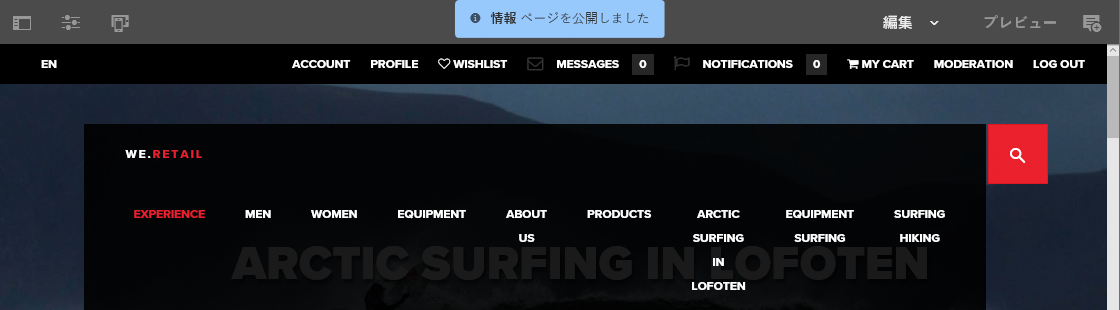 情報 ページを公開しました
編集
プレビュー
EN
ACCOUNT
PROFILE
WISHLIST
MESSAGES
0
NOTIFICATIONS
0
MY CART
MODERATION
LOG OUT
WE.RETAIL
EXPERIENCE
MEN
WOMEN
EQUIPMENT
ABOUT
US
PRODUCTS
ARCTIC
SURFING
IN
LOFOTEN
EQUIPMENT
SURFING
SURFING
HIKING
ARCTIC SURFING IN LOFOTEN